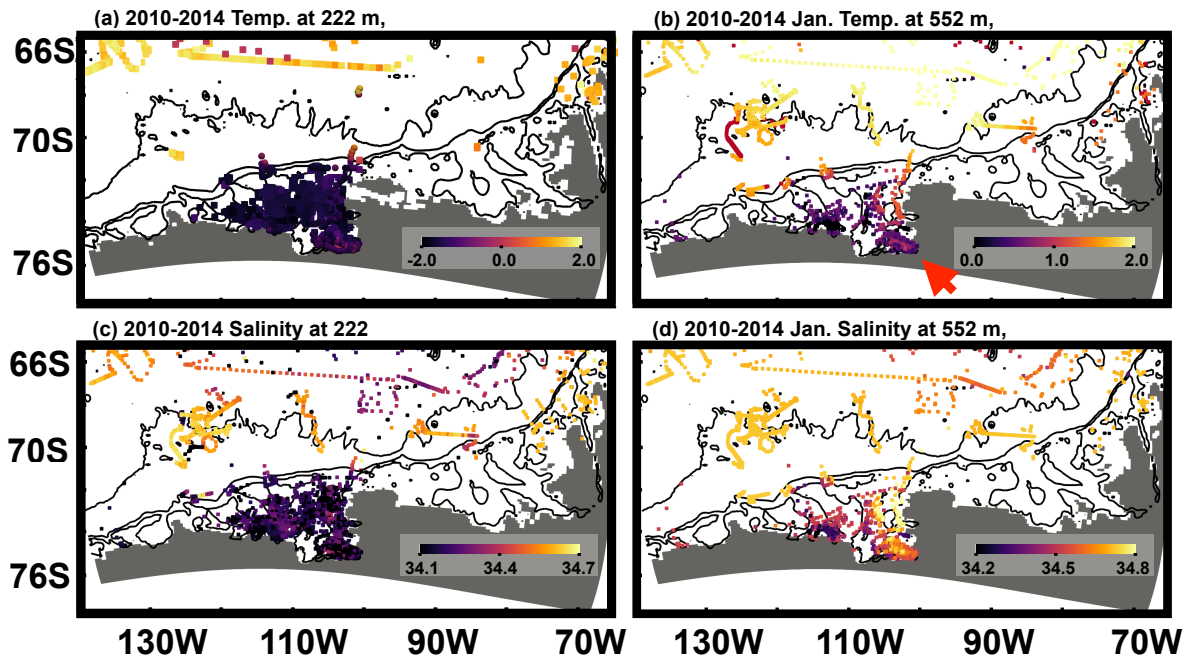 (a) 2010-2014 Temp. at 222 m,
(b) 2010-2014 Jan. Temp. at 552 m,
66S
70S
76S
-2.0 0.0 2.0
0.0 1.0 2.0
(c) 2010-2014 Salinity at 222
(d) 2010-2014 Jan. Salinity at 552 m,
66S
70S
76S
34.1 34.4 34.7
34.2 34.5 34.8
130W 110W 90W 70W
130W 110W 90W 70W